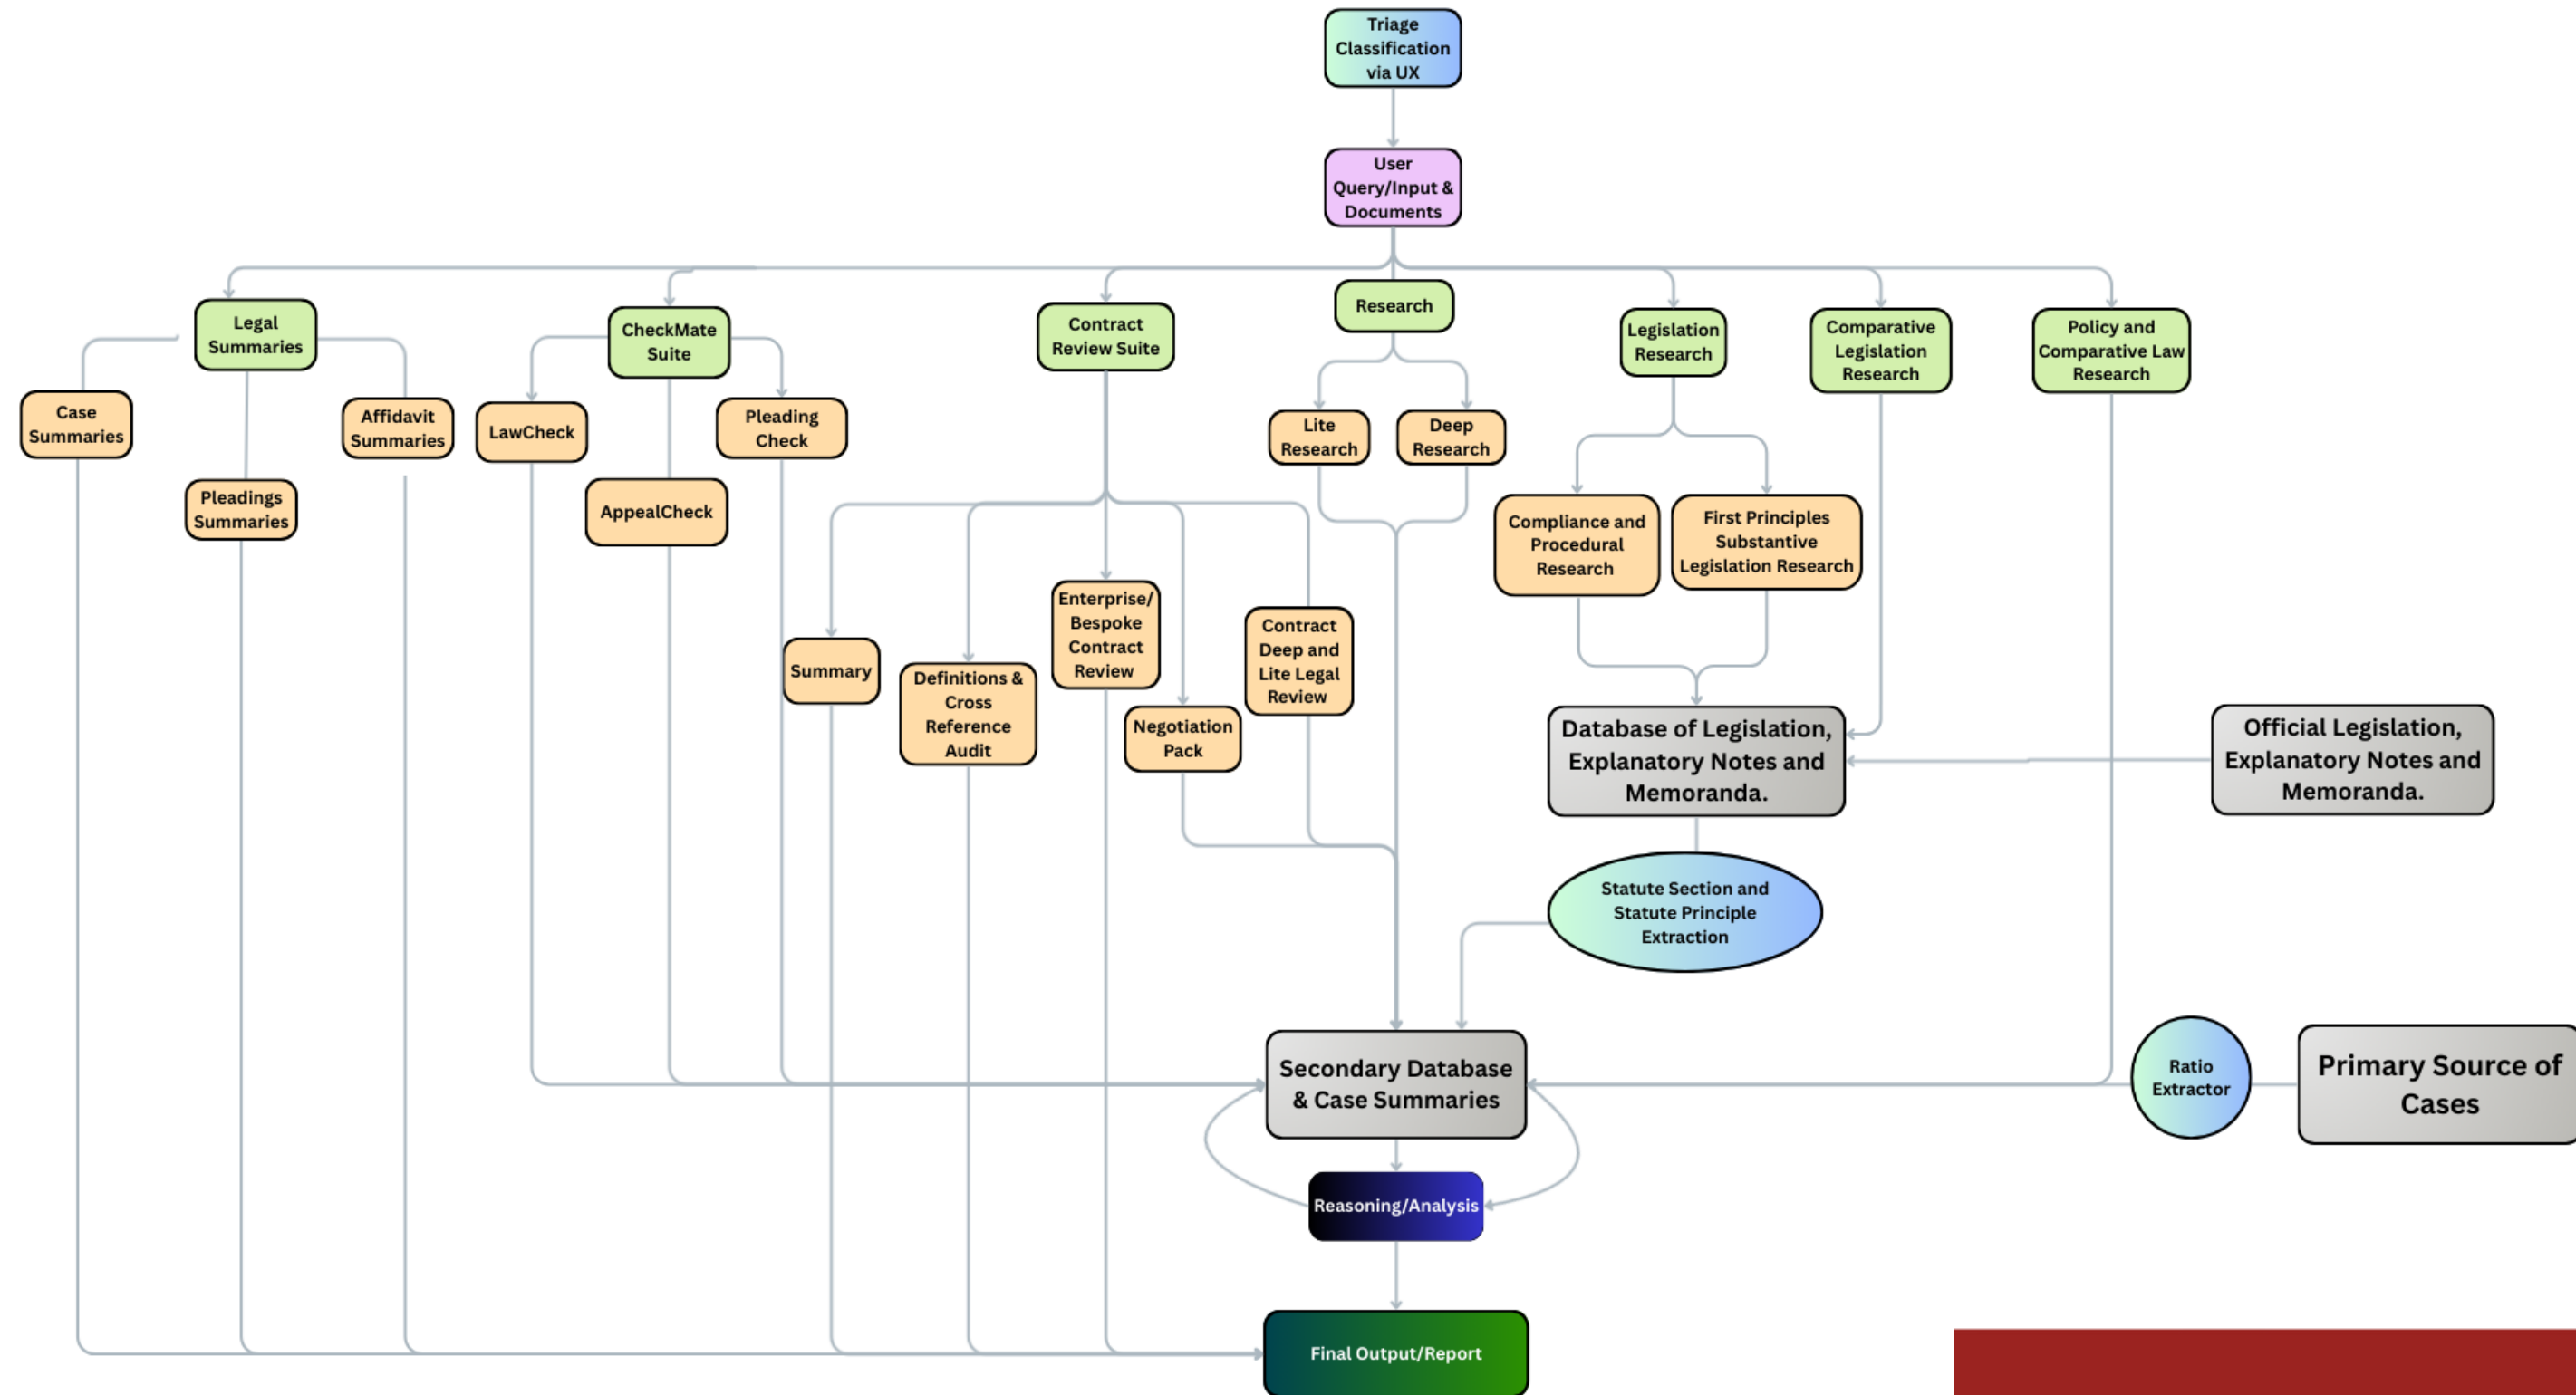 Triage
Classification
via UX
User
Query/Input &
Documents
Legal
Summaries
CheckMate
Suite
Contract
Review Suite
Research
Legislation
Research
Comparative
Legislation
Research
Policy and
Comparative Law
Research
Case
Summaries
Affidavit
Summaries
LawCheck
Pleading
Check
Lite
Research
Deep
Research
Pleadings
Summaries
AppealCheck
Compliance and
Procedural
Research
First Principles
Substantive
Legislation Research
Summary
Definitions &
Cross
Reference
Audit
Enterprise/
Bespoke
Contract
Review
Negotiation
Pack
Contract
Deep and
Lite Legal
Review
Database of Legislation,
Explanatory Notes and
Memoranda.
Official Legislation,
Explanatory Notes and
Memoranda.
Statute Section and
Statute Principle
Extraction
Secondary Database
& Case Summaries
Ratio
Extractor
Primary Source of
Cases
Reasoning/Analysis
Final Output/Report